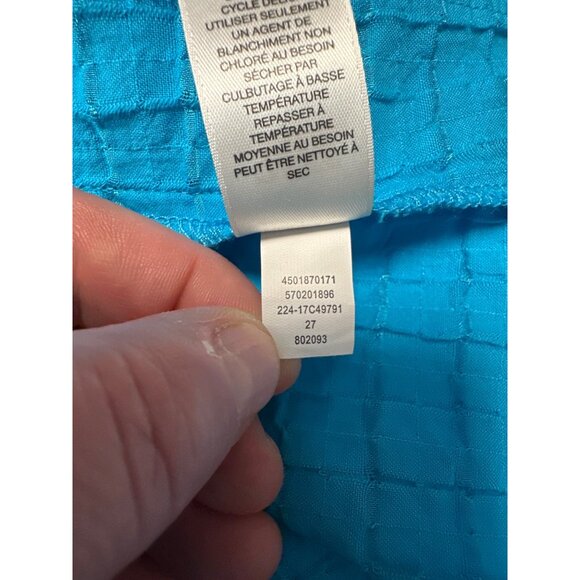 CYCLE DÉLICAT
UTILISER SEULEMENT
UN AGENT DE
BLANCHIMENT NON
CHLORÉ AU BESOIN
SÉCHER PAR
CULBUTAGE À BASSE
TEMPÉRATURE
REPASSER À
TEMPÉRATURE
MOYENNE AU BESOIN
PEUT ÊTRE NETTOYÉ À
SEC
4501870171
570201896
224-17C49791
27
802093